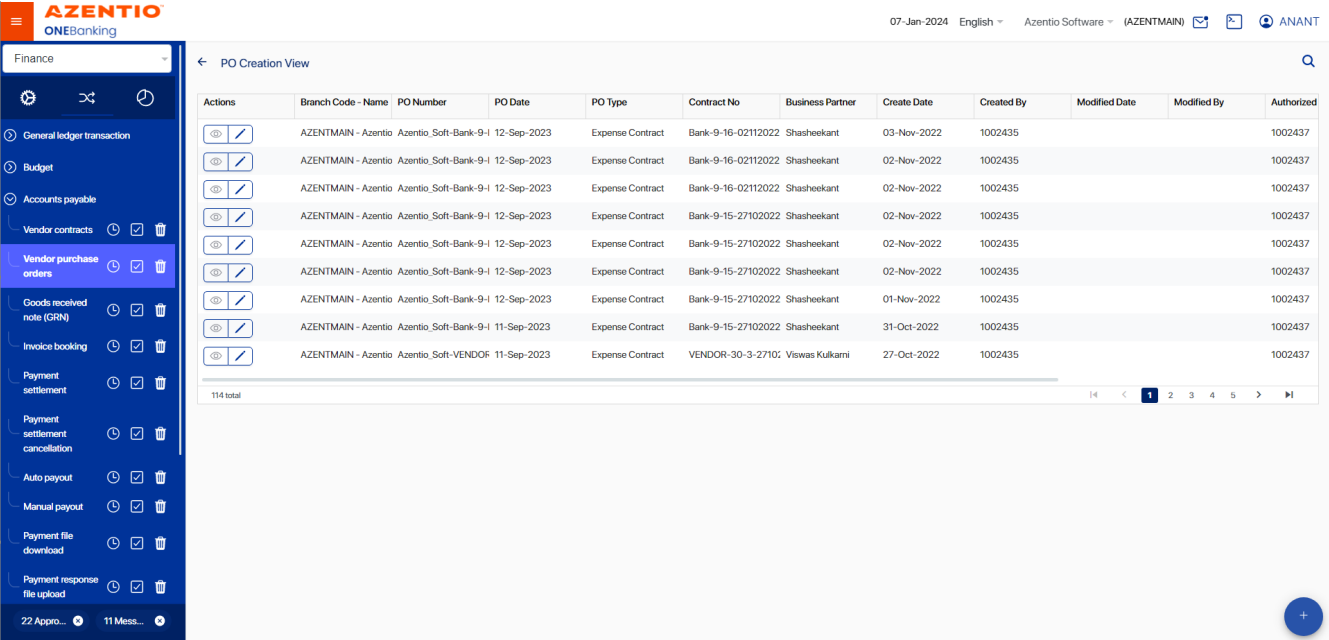 AZENTIO
ONEBanking
07-Jan-2024 English Azentio Software (AZENTMAIN) ANANT
Finance
General ledger transaction
Budget
Accounts payable
Vendor contracts
Vendor purchase
orders
Goods received
note (GRN)
Invoice booking
Payment
settlement
Payment
settlement
cancellation
Auto payout
Manual payout
Payment file
download
Payment response
file upload
22 Appro... 11 Mess...
PO Creation View
Actions Branch Code - Name PO Number PO Date PO Type Contract No Business Partner Create Date Created By Modified Date Modified By Authorized
AZENTMAIN - Azentio Azentio_Soft-Bank-9- 12-Sep-2023 Expense Contract Bank-9-16-02112022 Shasheekant 03-Nov-2022 1002435 1002437
AZENTMAIN - Azentio Azentio_Soft-Bank-9- 12-Sep-2023 Expense Contract Bank-9-16-02112022 Shasheekant 02-Nov-2022 1002435 1002437
AZENTMAIN - Azentio Azentio_Soft-Bank-9- 12-Sep-2023 Expense Contract Bank-9-16-02112022 Shasheekant 02-Nov-2022 1002435 1002437
AZENTMAIN - Azentio Azentio_Soft-Bank-9- 12-Sep-2023 Expense Contract Bank-9-15-27102022 Shasheekant 02-Nov-2022 1002435 1002437
AZENTMAIN - Azentio Azentio_Soft-Bank-9- 12-Sep-2023 Expense Contract Bank-9-15-27102022 Shasheekant 02-Nov-2022 1002435 1002437
AZENTMAIN - Azentio Azentio_Soft-Bank-9- 12-Sep-2023 Expense Contract Bank-9-15-27102022 Shasheekant 02-Nov-2022 1002435 1002437
AZENTMAIN - Azentio Azentio_Soft-Bank-9- 12-Sep-2023 Expense Contract Bank-9-15-27102022 Shasheekant 01-Nov-2022 1002435 1002437
AZENTMAIN - Azentio Azentio_Soft-Bank-9- 11-Sep-2023 Expense Contract Bank-9-15-27102022 Shasheekant 31-Oct-2022 1002435 1002437
AZENTMAIN - Azentio Azentio_Soft-VENDOR 11-Sep-2023 Expense Contract VENDOR-30-3-2710 Viswas Kulkarni 27-Oct-2022 1002435 1002437
114 total 1 2 3 4 5